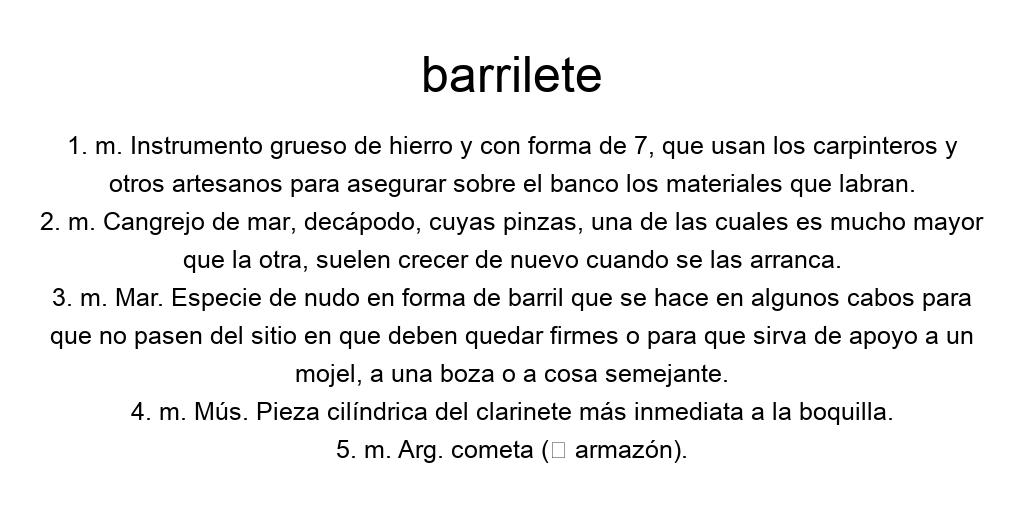 barrilete
1. m. Instrumento grueso de hierro y con forma de 7, que usan los carpinteros y
otros artesanos para asegurar sobre el banco los materiales que labran.
2. m. Cangrejo de mar, decápodo, cuyas pinzas, una de las cuales es mucho mayor
que la otra, suelen crecer de nuevo cuando se las arranca.
3. m. Mar. Especie de nudo en forma de barril que se hace en algunos cabos para
que no pasen del sitio en que deben quedar firmes o para que sirva de apoyo a un
mojel, a una boza o a cosa semejante.
4. m. Mús. Pieza cilíndrica del clarinete más inmediata a la boquilla.
5. m. Arg. cometa (□ armazón).